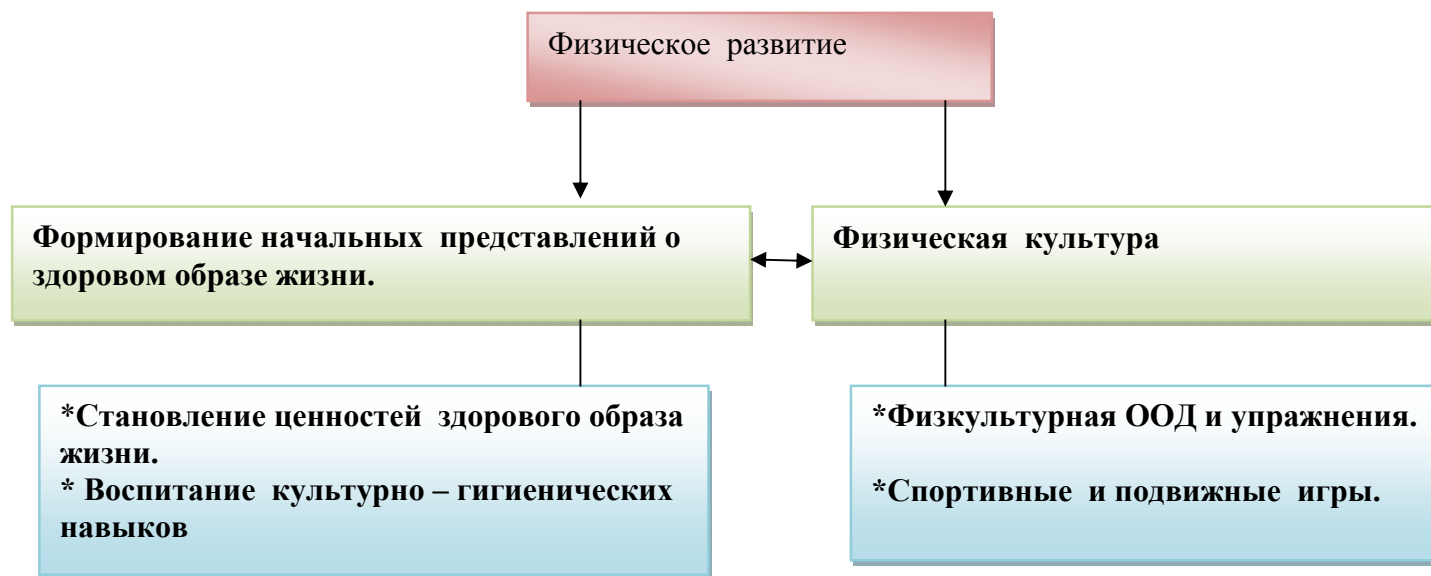 Физическое развитие
Формирование начальных представлений о
здоровом образе жизни.
Физическая культура
*Становление ценностей здорового образа
жизни.
* Воспитание культурно – гигиенических
навыков
*Физкультурная ООД и упражнения.
*Спортивные и подвижные игры.